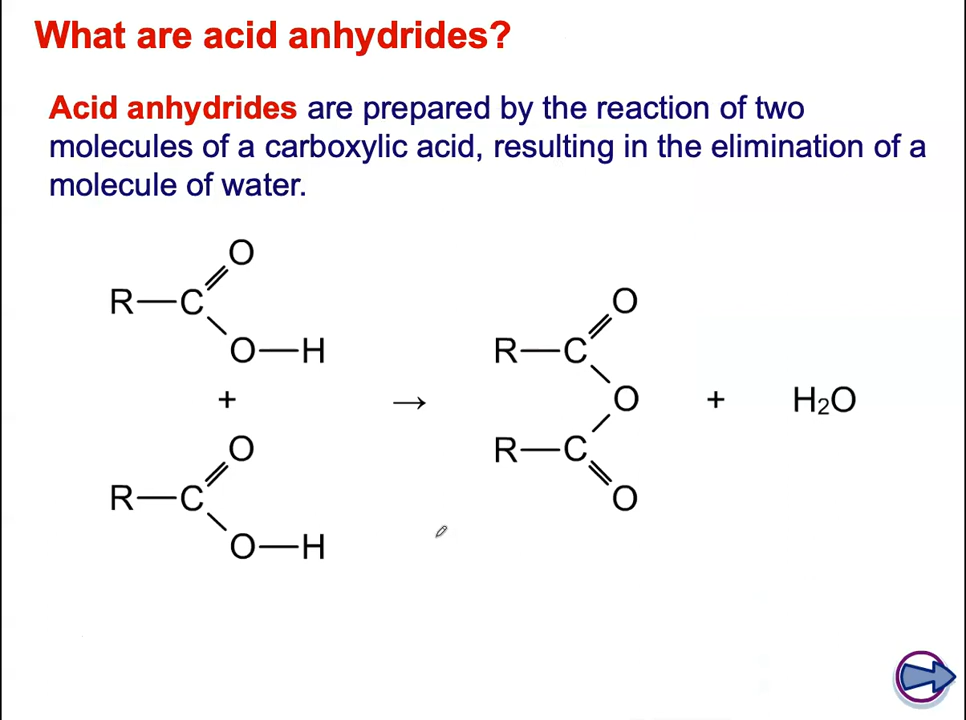 What are acid anhydrides?
Acid anhydrides are prepared by the reaction of two
molecules of a carboxylic acid, resulting in the elimination of a
molecule of water.
O
R—C
O—H
+
O
R—C
O—H
→
O
R—C
O
R—C
O
+
H₂O